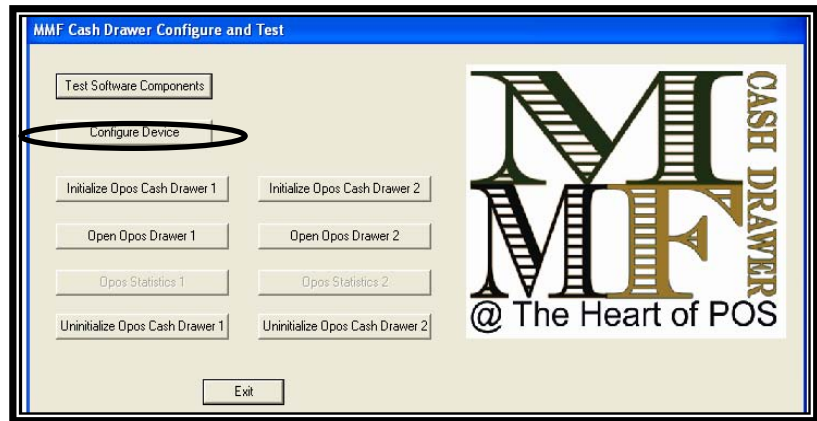 MMF Cash Drawer Configure and Test
Test Software Components
Configure Device
Initialize Opos Cash Drawer 1
Initialize Opos Cash Drawer 2
Open Opos Drawer 1
Open Opos Drawer 2
Opos Statistics 1
Opos Statistics 2
Uninitialize Opos Cash Drawer 1
Uninitialize Opos Cash Drawer 2
Exit
MMF
CASH DRAWER
@ The Heart of POS